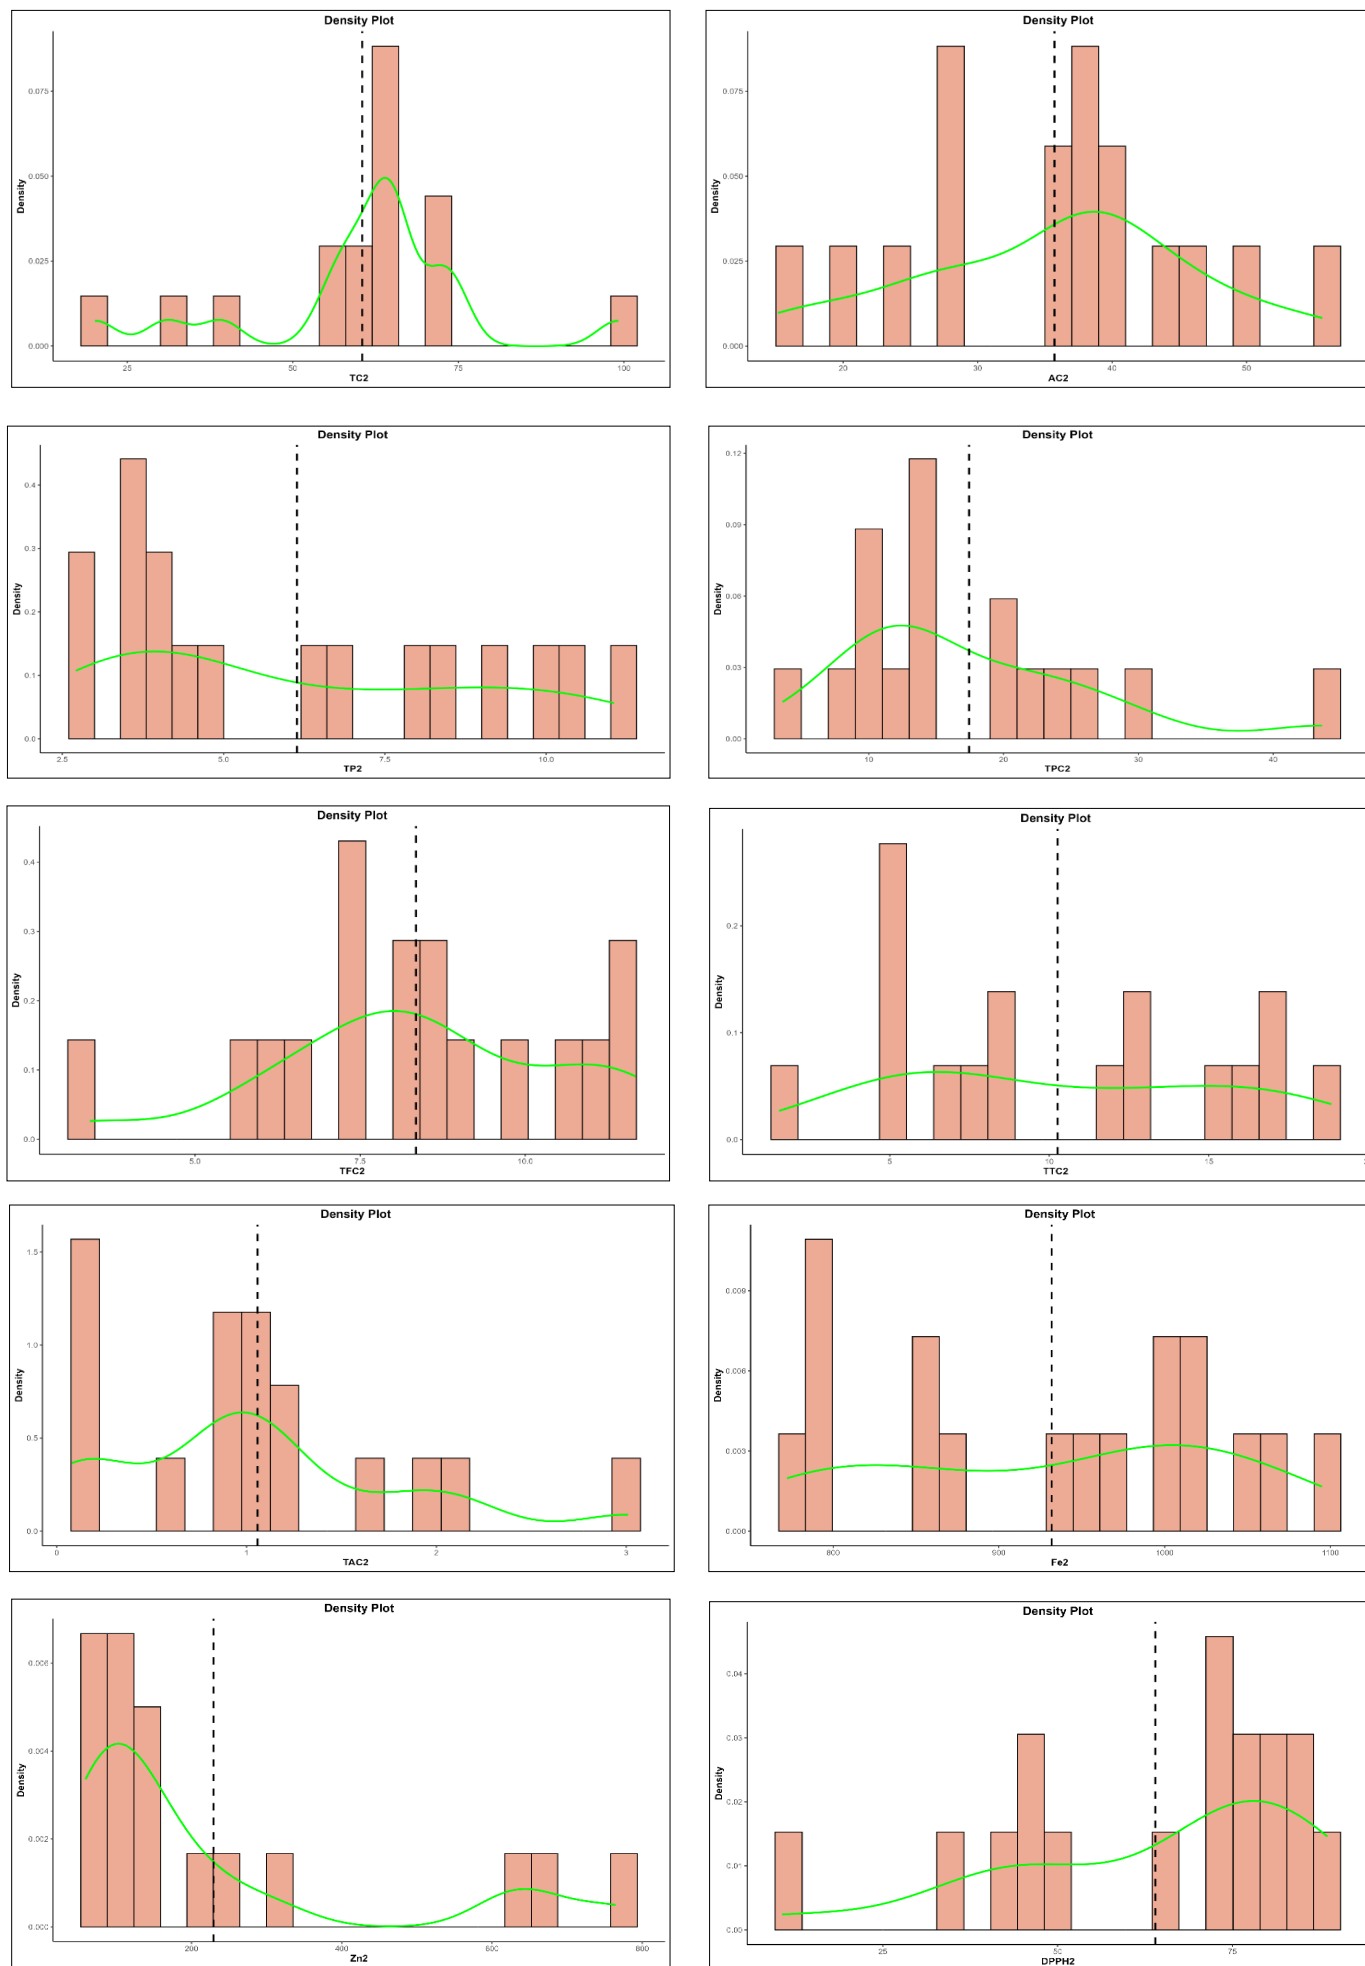 Density Plot
0.075
0.050
0.025
0.000
Density
25 50 75 100
TC2
Density Plot
0.075
0.050
0.025
0.000
Density
20 30 40 50
AC2
Density Plot
0.4
0.3
0.2
0.1
0.0
Density
2.5 5.0 7.5 10.0
TP2
Density Plot
0.12
0.09
0.06
0.03
0.00
Density
10 20 30 40
TPC2
Density Plot
0.4
0.3
0.2
0.1
0.0
Density
5.0 7.5 10.0
TFC2
Density Plot
0.2
0.1
0.0
Density
5 10 15
TTC2
Density Plot
1.5
1.0
0.5
0.0
Density
0 1 2 3
TAC2
Density Plot
0.009
0.006
0.003
0.000
Density
800 900 1000 1100
Fe2
Density Plot
0.006
0.004
0.002
0.000
Density
200 400 600 800
Zn2
Density Plot
0.04
0.03
0.02
0.01
0.00
Density
25 50 75
DPPH2